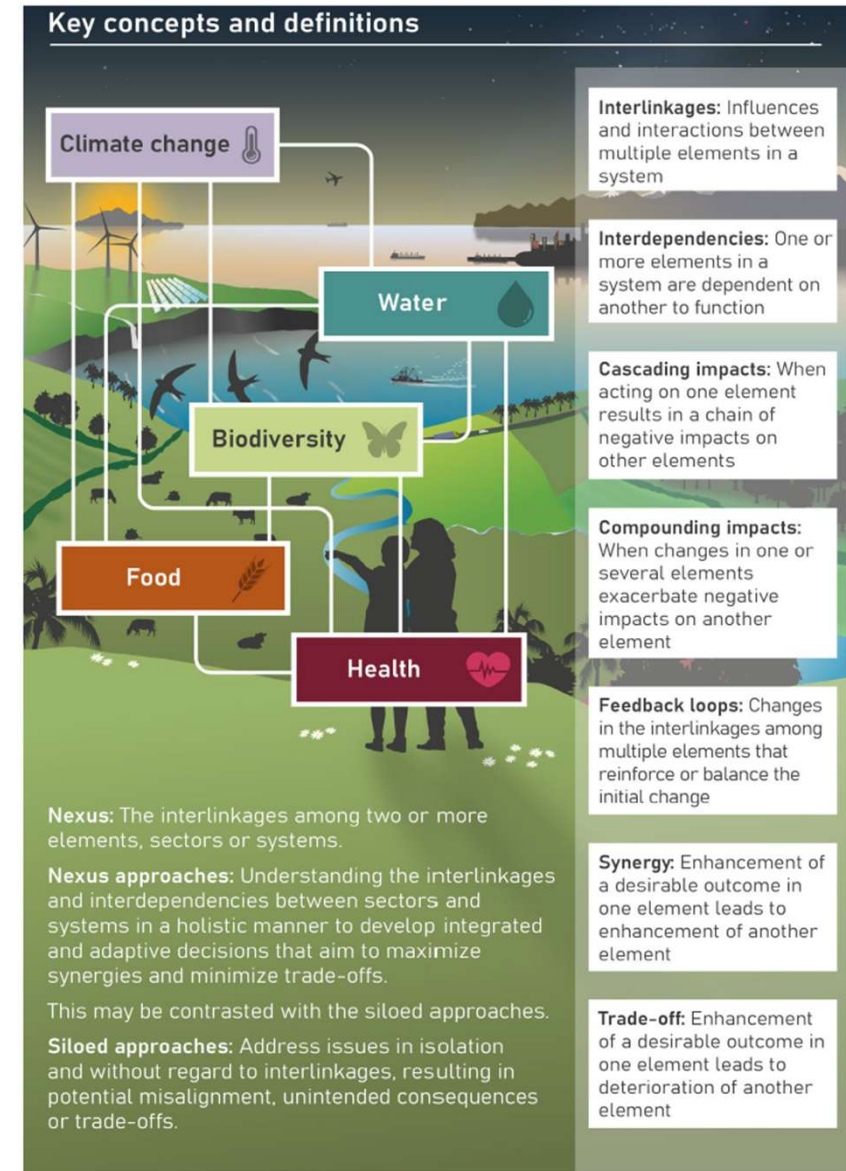 Key concepts and definitions
Climate change
Water
Biodiversity
Food
Health
Nexus: The interlinkages among two or more
elements, sectors or systems.
Nexus approaches: Understanding the interlinkages
and interdependencies between sectors and
systems in a holistic manner to develop integrated
and adaptive decisions that aim to maximize
synergies and minimize trade-offs.
This may be contrasted with the siloed approaches.
Siloed approaches: Address issues in isolation
and without regard to interlinkages, resulting in
potential misalignment, unintended consequences
or trade-offs.
Interlinkages: Influences
and interactions between
multiple elements in a
system
Interdependencies: One or
more elements in a
system are dependent on
another to function
Cascading impacts: When
acting on one element
results in a chain of
negative impacts on
other elements
Compounding impacts:
When changes in one or
several elements
exacerbate negative
impacts on another
element
Feedback loops: Changes
in the interlinkages among
multiple elements that
reinforce or balance the
initial change
Synergy: Enhancement of
a desirable outcome in
one element leads to
enhancement of another
element
Trade-off: Enhancement
of a desirable outcome in
one element leads to
deterioration of another
element